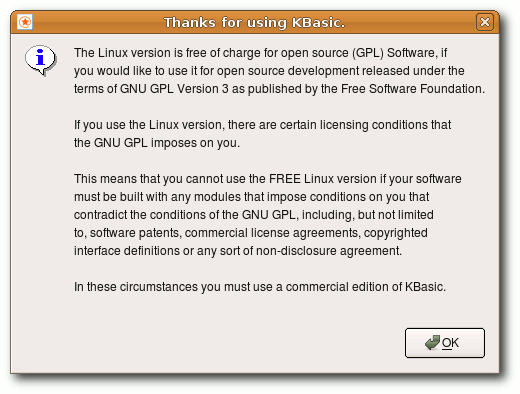 Thanks for using KBasic.
The Linux version is free of charge for open source (GPL) Software, if
you would like to use it for open source development released under the
terms of GNU GPL Version 3 as published by the Free Software Foundation.
If you use the Linux version, there are certain licensing conditions that
the GNU GPL imposes on you.
This means that you cannot use the FREE Linux version if your software
must be built with any modules that impose conditions on you that
contradict the conditions of the GNU GPL, including, but not limited
to, software patents, commercial license agreements, copyrighted
interface definitions or any sort of non-disclosure agreement.
In these circumstances you must use a commercial edition of KBasic.
OK